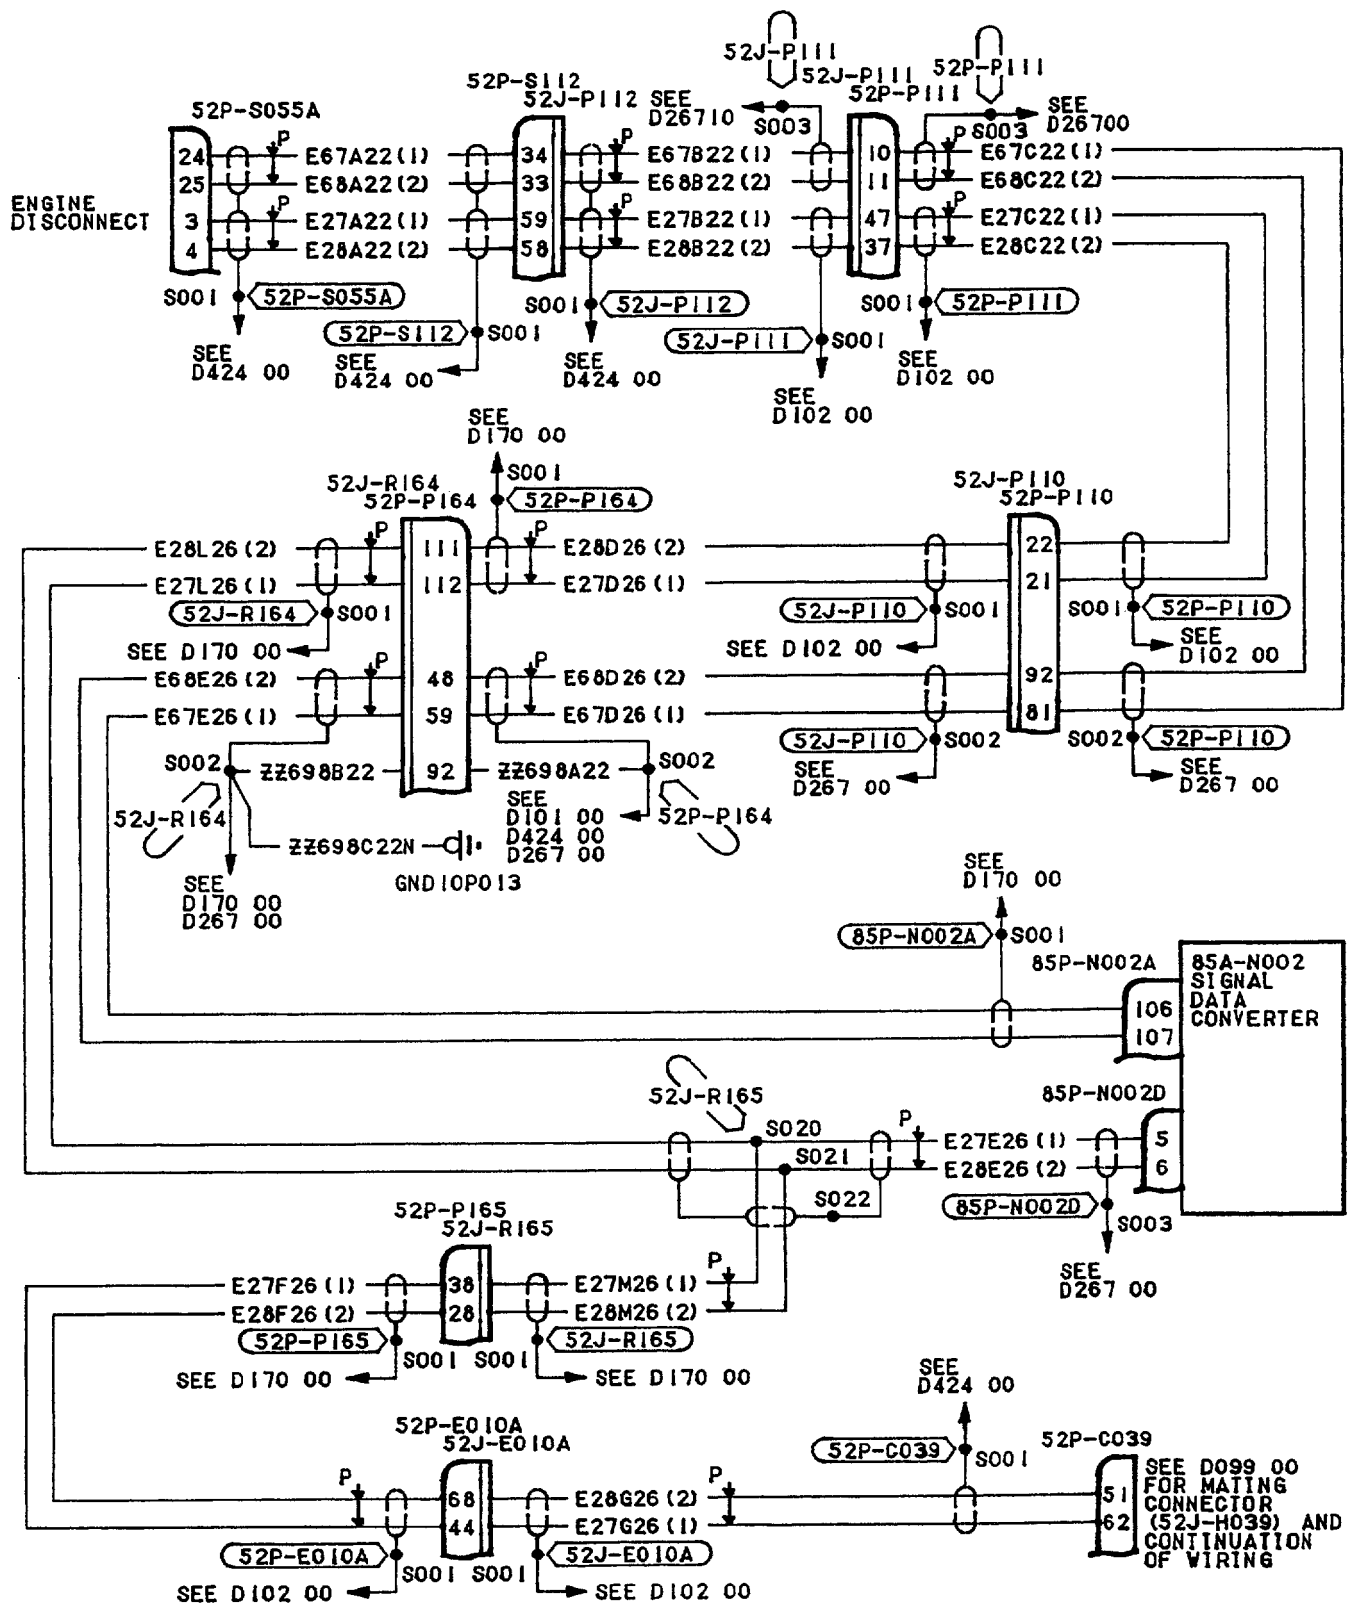 52J-P111
52J-P111
52P-P111
52P-P111
52P-S112
52J-P112
52P-S055A
SEE
D26710
S003
S003
SEE
D26700
ENGINE
DISCONNECT
24
P
E67A22(1)
34
P
E67B22(1)
10
P
E67C22(1)
25
E68A22(2)
33
E68B22(2)
11
E68C22(2)
3
P
E27A22(1)
59
P
E27B22(1)
47
P
E27C22(1)
4
E28A22(2)
58
E28B22(2)
37
E28C22(2)
S001
52P-S055A
SEE
D424 00
52P-S112
S001
SEE
D424 00
S001
52J-P112
SEE
D424 00
52J-P111
S001
SEE
D102 00
S001
52P-P111
SEE
D102 00
SEE
D170 00
S001
52P-P164
52J-R164
52P-P164
52J-P110
52P-P110
E28L26(2)
P
111
P
E28D26(2)
22
E27L26(1)
112
E27D26(1)
21
52J-R164
S001
SEE D170 00
52J-P110
S001
SEE D102 00
S001
52P-P110
SEE
D102 00
E68E26(2)
P
48
P
E68D26(2)
92
E67E26(1)
59
E67D26(1)
81
52J-P110
S002
SEE
D267 00
S002
52P-P110
SEE
D267 00
S002
ZZ698B22
92
ZZ698A22
S002
52J-R164
52P-P164
SEE
D101 00
D424 00
D267 00
ZZ698C22N
GND10P013
SEE
D170 00
D267 00
SEE
D170 00
85P-N002A
S001
85P-N002A
85A-N002
SIGNAL
DATA
CONVERTER
106
107
52J-R165
85P-N002D
S020
P
E27E26(1)
5
S021
E28E26(2)
6
S022
85P-N002D
S003
SEE
D267 00
52P-P165
52J-R165
E27F26(1)
38
E27M26(1)
P
E28F26(2)
28
E28M26(2)
52P-P165
S001
S001
52J-R165
SEE D170 00
SEE D170 00
SEE
D424 00
52P-C039
S001
52P-E010A
52J-E010A
52P-C039
P
68
E28G26(2)
P
51
44
E27G26(1)
62
SEE D099 00
FOR MATING
CONNECTOR
(52J-H039) AND
CONTINUATION
OF WIRING
52P-E010A
S001
S001
52J-E010A
SEE D102 00
SEE D102 00